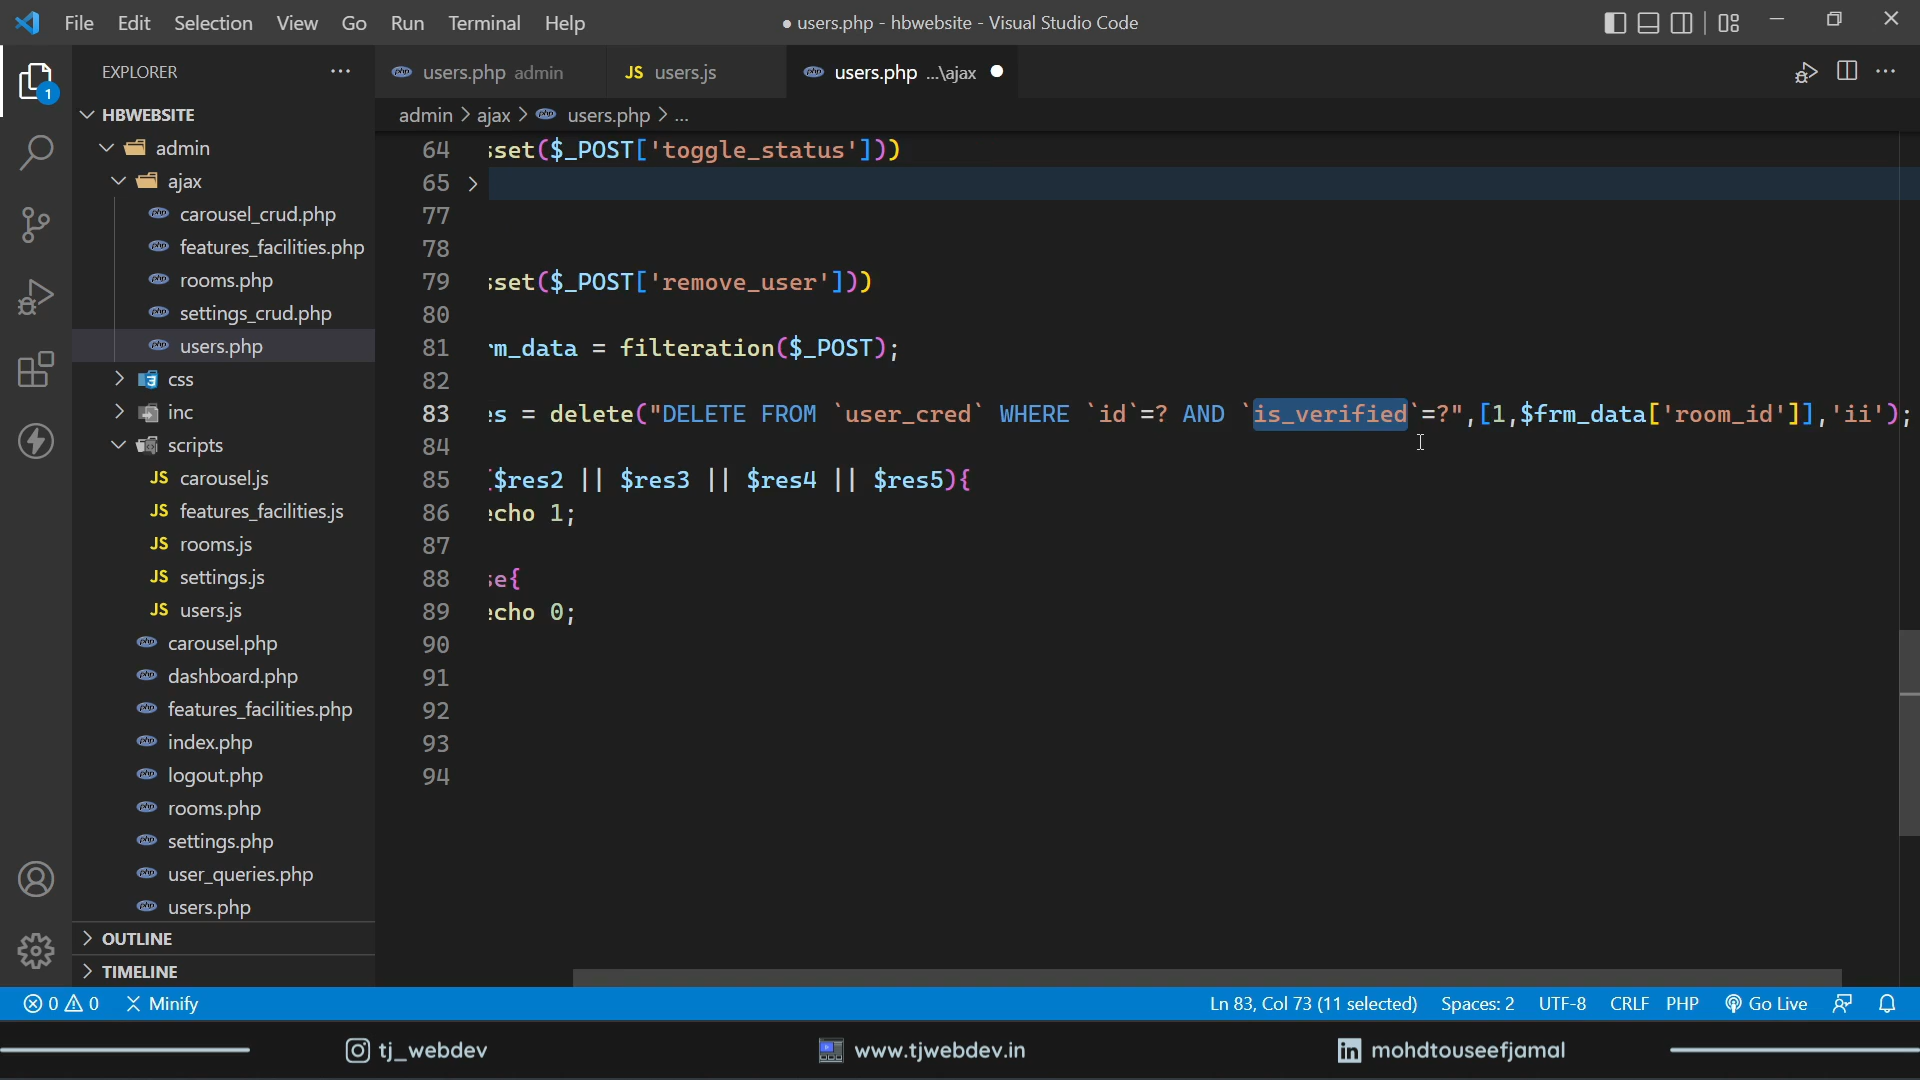 File Edit Selection View Go Run Terminal Help
● users.php - hbwebsite - Visual Studio Code
EXPLORER
users.php admin
JS users.js
users.php ...\ajax
HBWEBSITE
admin > ajax > users.php > ...
admin
ajax
carousel_crud.php
features_facilities.php
rooms.php
settings_crud.php
users.php
css
inc
scripts
JS carousel.js
JS features_facilities.js
JS rooms.js
JS settings.js
JS users.js
carousel.php
dashboard.php
features_facilities.php
index.php
logout.php
rooms.php
settings.php
user_queries.php
users.php
OUTLINE
TIMELINE
64 set($_POST['toggle_status']))
65
77
78
79 set($_POST['remove_user']))
80
81 m_data = filteration($_POST);
82
83 s = delete("DELETE FROM `user_cred` WHERE `id`=? AND `is_verified`=?",[1,$frm_data['room_id']],'ii');
84
85 $res2 || $res3 || $res4 || $res5){
86 cho 1;
87
88 e{
89 cho 0;
90
91
92
93
94
0 0 Minify
Ln 83, Col 73 (11 selected) Spaces: 2 UTF-8 CRLF PHP Go Live
1
tj_webdev
www.tjwebdev.in
in mohdtouseefjamal